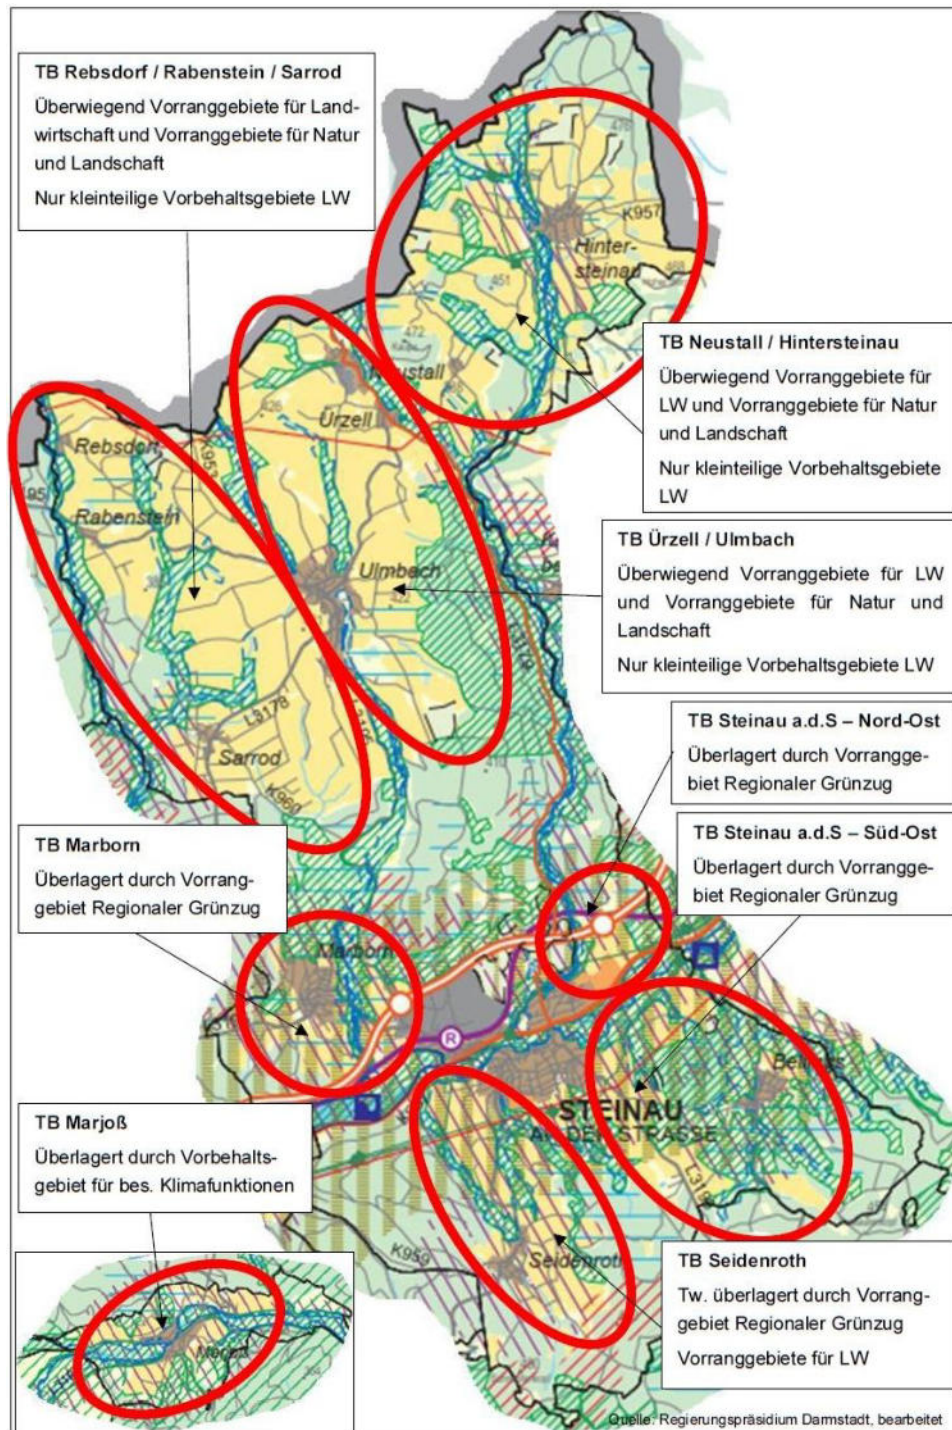 TB Rebsdorf / Rabenstein / Sarrod
Überwiegend Vorranggebiete für Land-
wirtschaft und Vorranggebiete für Natur
und Landschaft
Nur kleinteilige Vorbehaltsgebiete LW
476
K957
Hinter-
steinau
468
451
472
TB Neustall / Hintersteinau
Überwiegend Vorranggebiete für
LW und Vorranggebiete für Natur
und Landschaft
Nur kleinteilige Vorbehaltsgebiete
LW
Ürzell
426
Rebsdorf
Rabenstein
Ulmbach
422
TB Ürzell / Ulmbach
Überwiegend Vorranggebiete für LW
und Vorranggebiete für Natur und
Landschaft
Nur kleinteilige Vorbehaltsgebiete LW
L3178
Sarrod
K960
TB Steinau a.d.S – Nord-Ost
Überlagert durch Vorrangge-
biet Regionaler Grünzug
TB Steinau a.d.S – Süd-Ost
Überlagert durch Vorrangge-
biet Regionaler Grünzug
TB Marborn
Überlagert durch Vorrang-
gebiet Regionaler Grünzug
Marborn
R
STEINAU
AN DER STRASSE
TB Marjoß
Überlagert durch Vorbehalts-
gebiet für bes. Klimafunktionen
K959
Seidenroth
TB Seidenroth
Tw. überlagert durch Vorrang-
gebiet Regionaler Grünzug
Vorranggebiete für LW
Quelle: Regierungspräsidium Darmstadt, bearbeitet